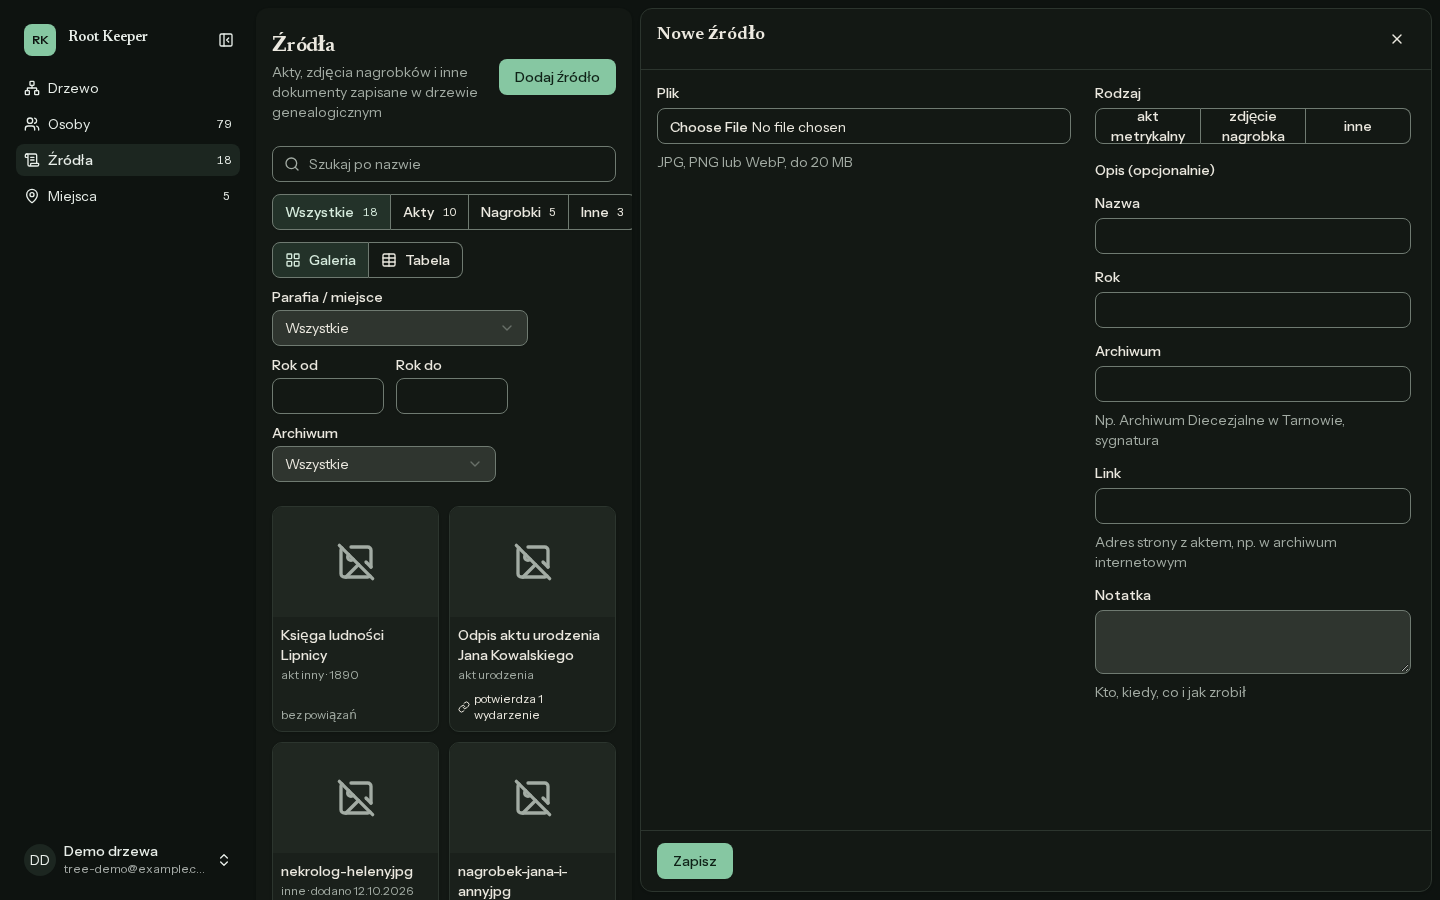 RK
Root Keeper
Drzewo
Osoby 79
Źródła 18
Miejsca 5
DD
Demo drzewa
tree-demo@example.c...
Źródła
Akty, zdjęcia nagrobków i inne
dokumenty zapisane w drzewie
genealogicznym
Dodaj źródło
Szukaj po nazwie
Wszystkie 18 Akty 10 Nagrobki 5 Inne 3
Galeria Tabela
Parafia / miejsce
Wszystkie
Rok od Rok do
Archiwum
Wszystkie
Księga ludności
Lipnicy
akt inny · 1890
bez powiązań
Odpis aktu urodzenia
Jana Kowalskiego
akt urodzenia
potwierdza 1
wydarzenie
nekrolog-heleny.jpg
inne · dodano 12.10.2026
nagrobek-jana-i-
anny.jpg
Nowe źródło
Plik
Choose File No file chosen
JPG, PNG lub WebP, do 20 MB
Rodzaj
akt
metrykalny
zdjęcie
nagrobka
inne
Opis (opcjonalnie)
Nazwa
Rok
Archiwum
Np. Archiwum Diecezjalne w Tarnowie,
sygnatura
Link
Adres strony z aktem, np. w archiwum
internetowym
Notatka
Kto, kiedy, co i jak zrobił
Zapisz